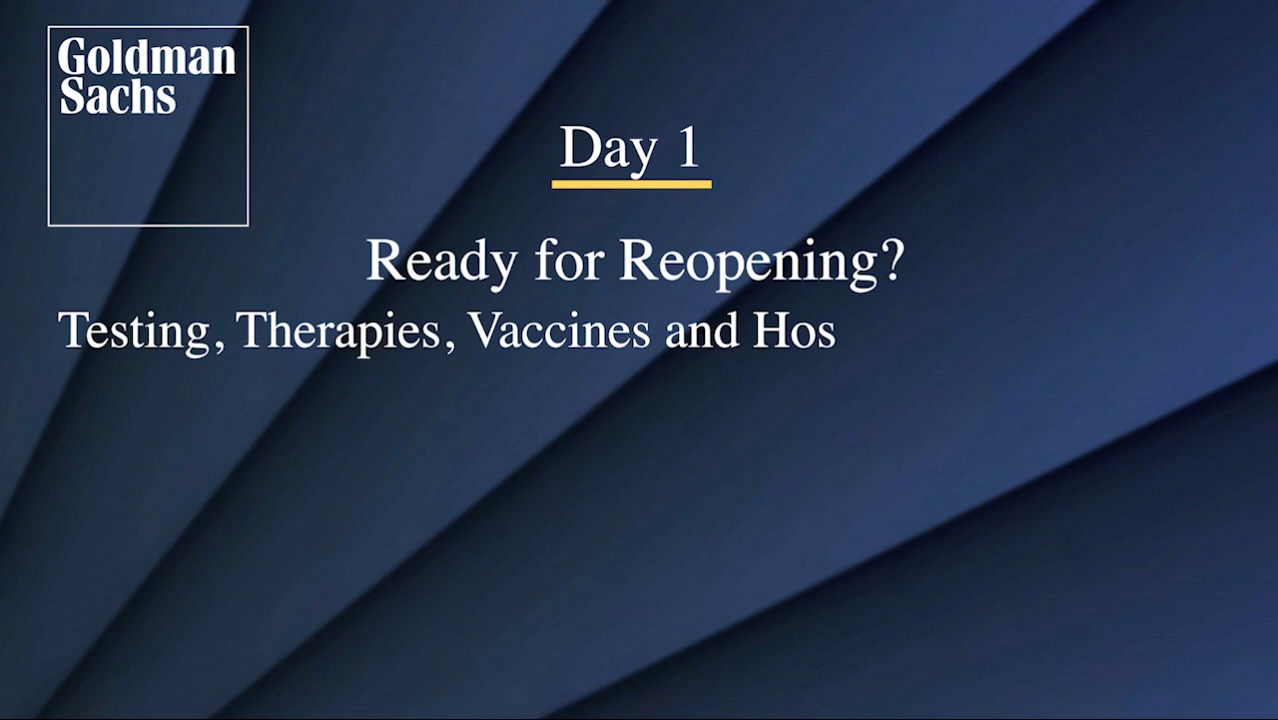 Goldman
Sachs
Day 1
Ready for Reopening?
Testing, Therapies, Vaccines and Hos